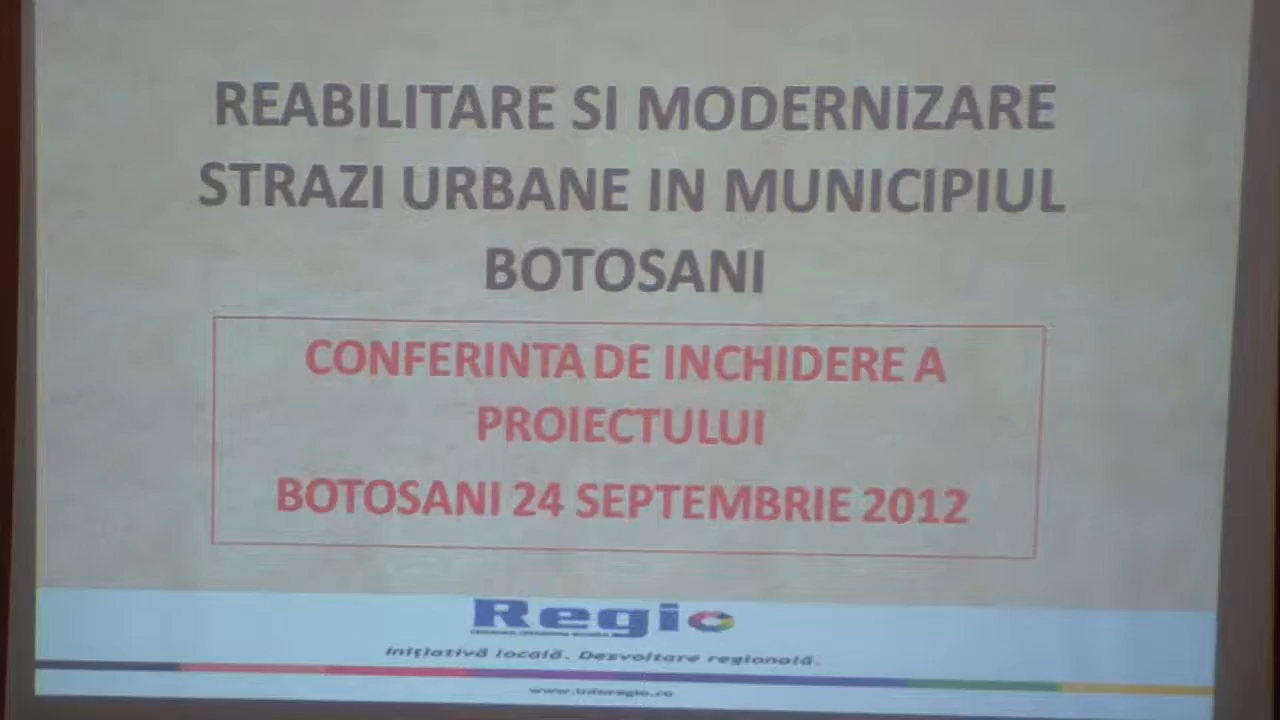 REABILITARE SI MODERNIZARE
STRAZI URBANE IN MUNICIPIUL
BOTOSANI
CONFERINTA DE INCHIDERE A
PROIECTULUI
BOTOSANI 24 SEPTEMBRIE 2012
Regio
Inițiativă locală. Dezvoltare regională.
www.inforegio.ro